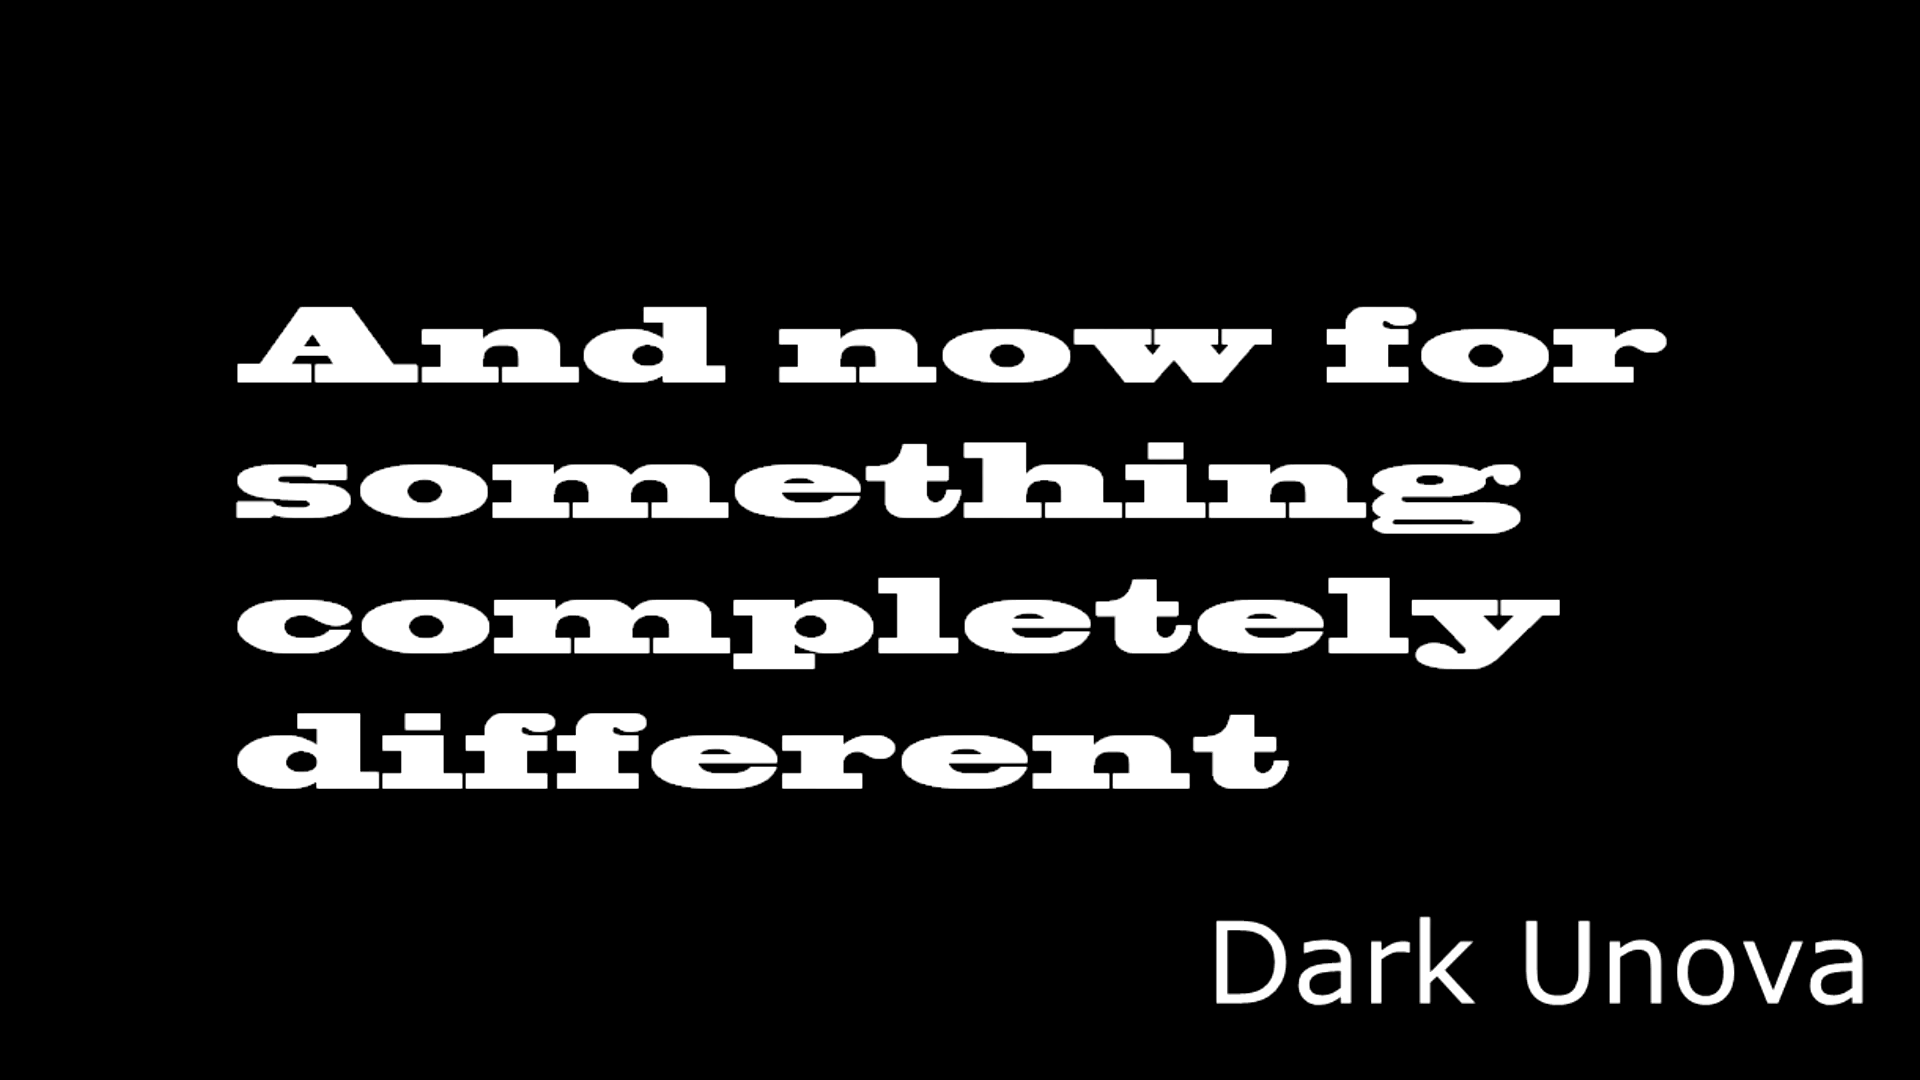 And now for
something
completely
different
Dark Unova